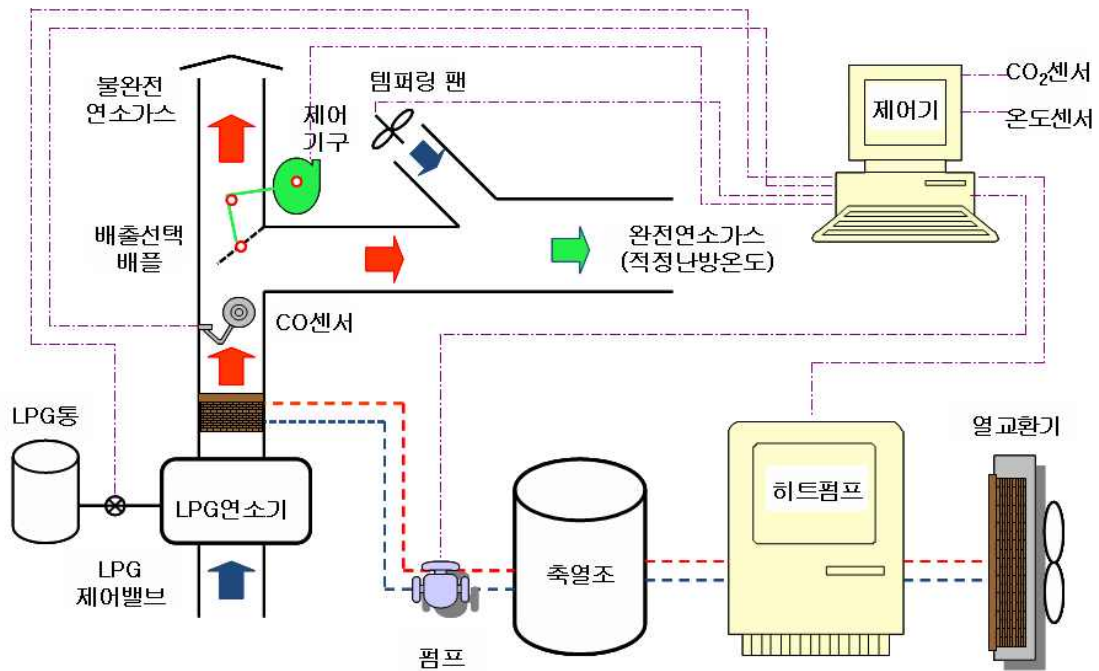 불완전
연소가스
템퍼링 팬
제어
기구
제어기
CO₂센서
온도센서
배출선택
배플
완전연소가스
(적정난방온도)
CO센서
LPG통
LPG연소기
LPG
제어밸브
펌프
축열조
히트펌프
열교환기